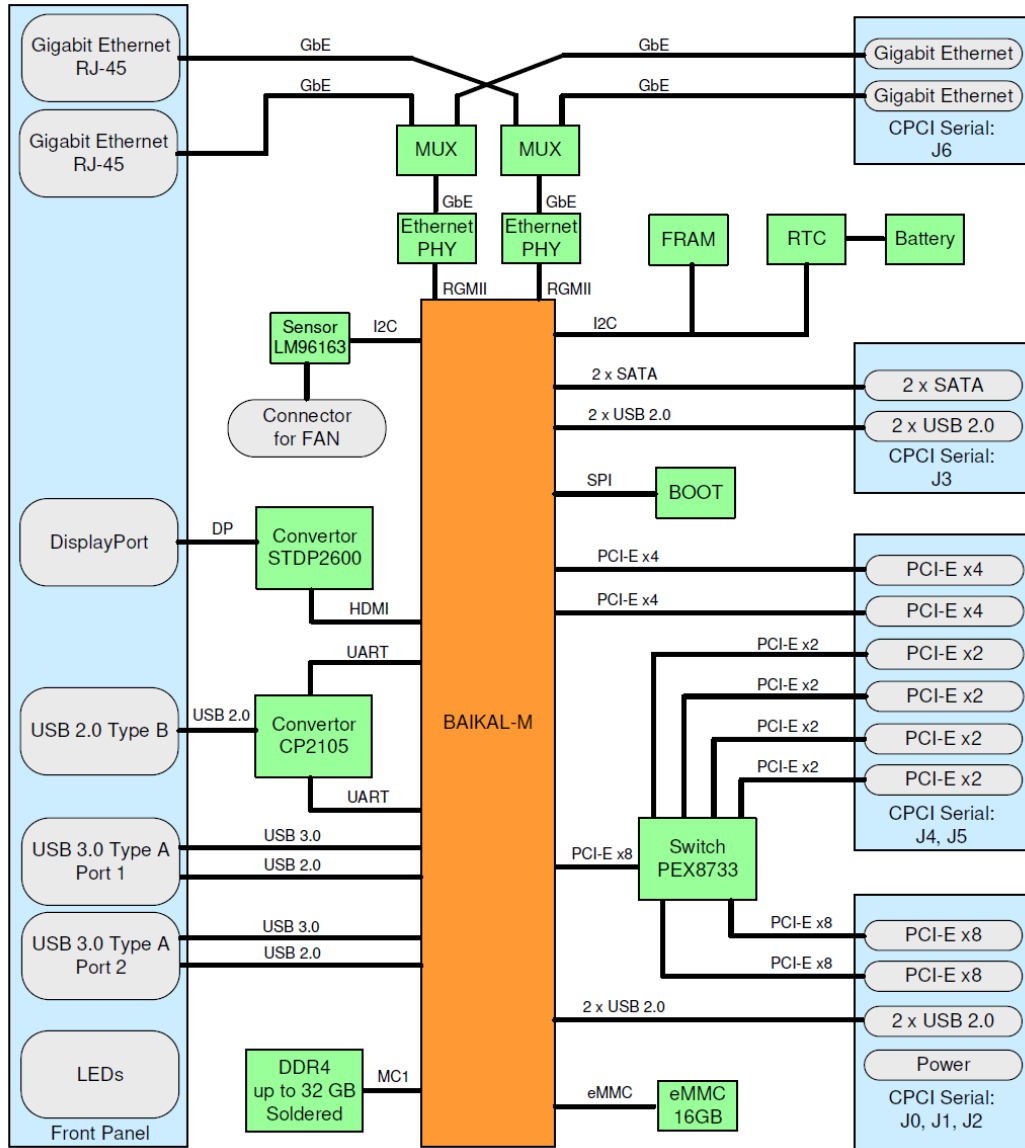 Gigabit Ethernet
RJ-45
GbE
Gigabit Ethernet
GbE
GbE
Gigabit Ethernet
Gigabit Ethernet
RJ-45
GbE
CPCI Serial:
J6
MUX
MUX
GbE
GbE
Ethernet
PHY
Ethernet
PHY
FRAM
RTC
Battery
RGMII
RGMII
Sensor
LM96163
I2C
I2C
Connector
for FAN
2 x SATA
2 x SATA
2 x USB 2.0
2 x USB 2.0
CPCI Serial:
J3
SPI
BOOT
DisplayPort
DP
Convertor
STDP2600
HDMI
PCI-E x4
PCI-E x4
PCI-E x4
PCI-E x4
UART
PCI-E x2
PCI-E x2
USB 2.0 Type B
USB 2.0
Convertor
CP2105
UART
BAIKAL-M
PCI-E x2
PCI-E x2
PCI-E x2
PCI-E x2
PCI-E x2
PCI-E x2
CPCI Serial:
J4, J5
USB 3.0 Type A
Port 1
USB 3.0
USB 2.0
PCI-E x8
Switch
PEX8733
USB 3.0 Type A
Port 2
USB 3.0
USB 2.0
PCI-E x8
PCI-E x8
PCI-E x8
PCI-E x8
2 x USB 2.0
2 x USB 2.0
Power
CPCI Serial:
J0, J1, J2
LEDs
Front Panel
DDR4
up to 32 GB
Soldered
MC1
eMMC
eMMC
16GB